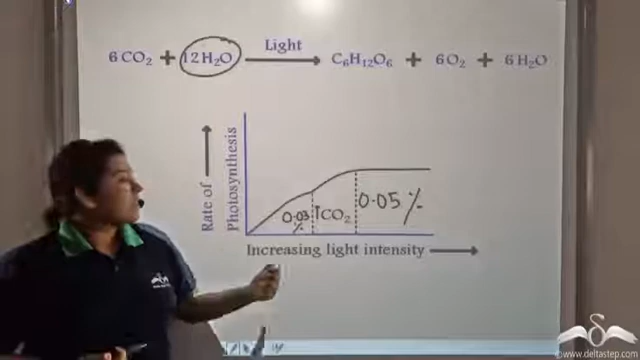 Light
6 CO₂ + 12 H₂O → C₆H₁₂O₆ + 6 O₂ + 6 H₂O
Rate of →
Photosynthesis
0.03 %
↑CO₂
0.05 %
Increasing light intensity →
©www.deltastep.com